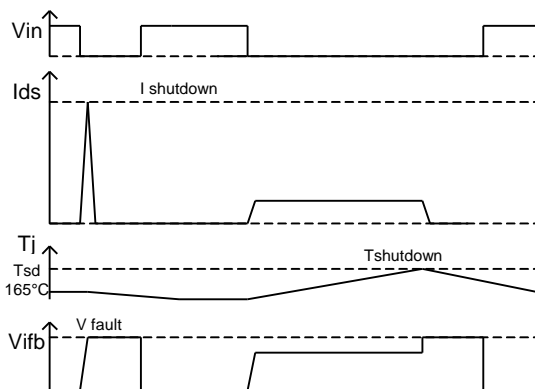 Vin
Ids
I shutdown
Tj
Tsd
165°C
Tshutdown
V fault
Vifb